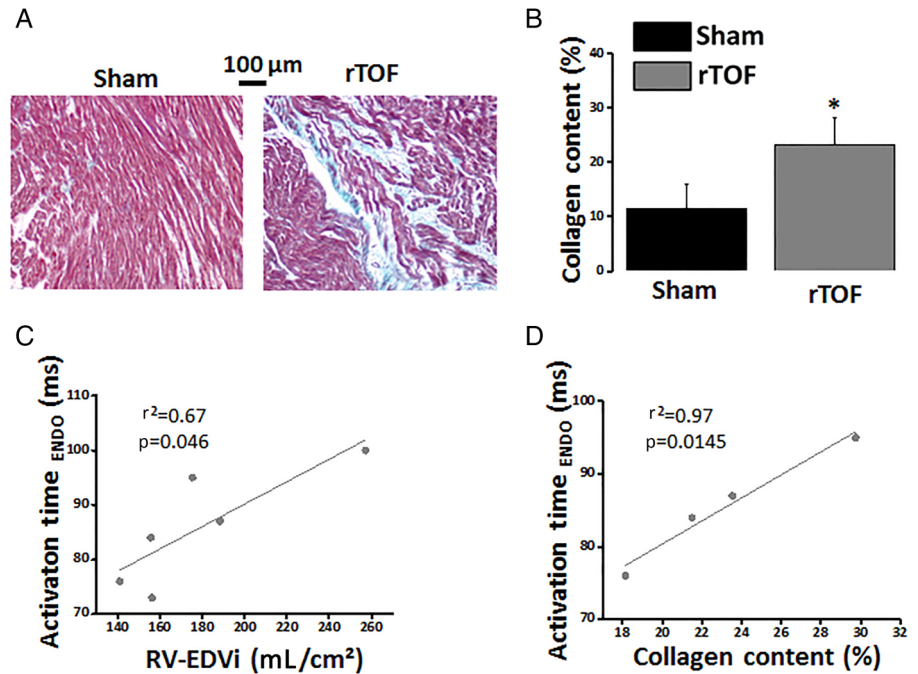 A
Sham
100 µm
rTOF
B
Sham
rTOF
Collagen content (%)
40
30
20
10
0
*
Sham
rTOF
C
Activaton time ENDO (ms)
110
100
90
80
70
r²=0.67
p=0.046
140 160 180 200 220 240 260
RV-EDVi (mL/cm²)
D
Activation time ENDO (ms)
100
90
80
70
r²=0.97
p=0.0145
18 20 22 24 26 28 30 32
Collagen content (%)